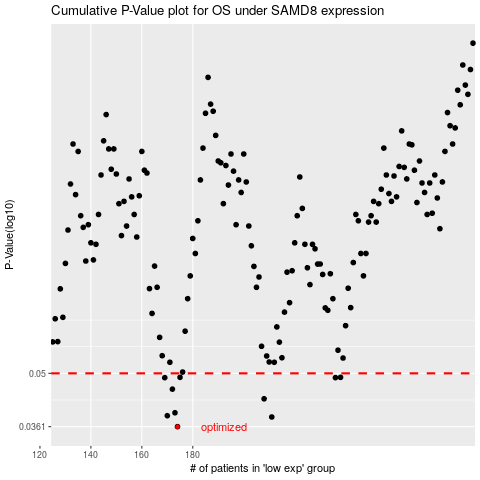 Cumulative P-Value plot for OS under SAMD8 expression
P-Value(log10)
0.05
0.0361
optimized
120 140 160 180
# of patients in 'low exp' group